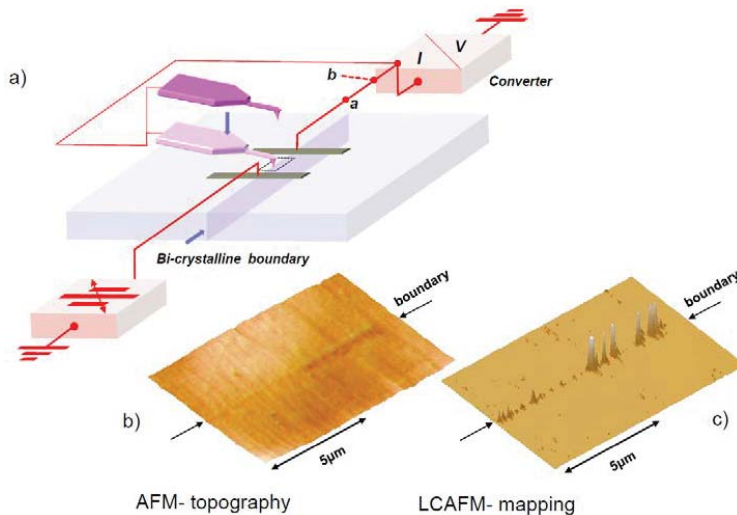 a)
I
V
b
Converter
a
Bi-crystalline boundary
boundary
boundary
b)
5µm
c)
5µm
AFM- topography
LCAFM- mapping